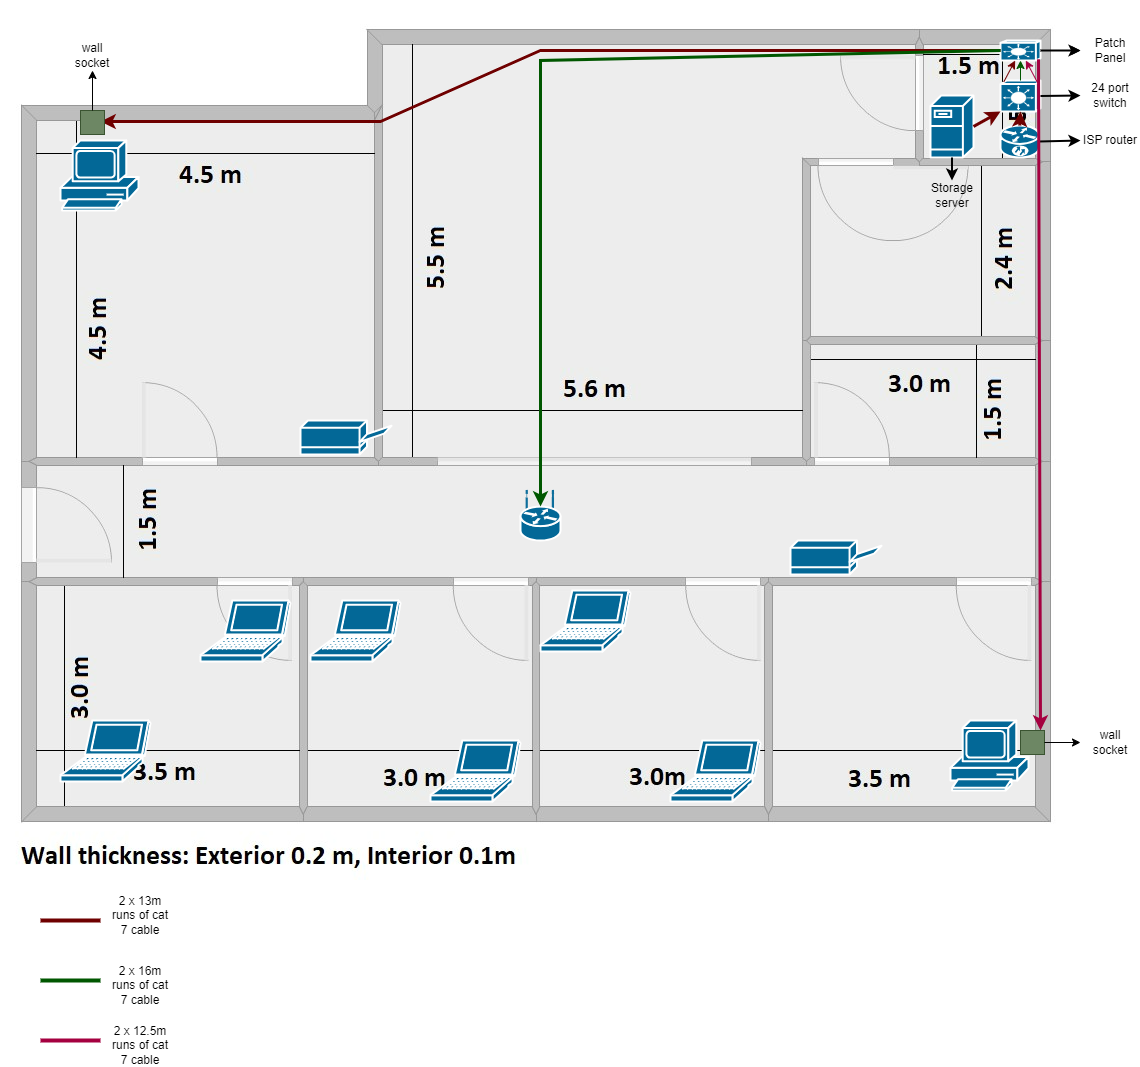 wall
socket
Patch
Panel
1.5 m
24 port
switch
ISP router
4.5 m
Storage
server
5.5 m
2.4 m
4.5 m
5.6 m
3.0 m
1.5 m
1.5 m
3.0 m
3.5 m
3.0 m
3.0m
3.5 m
wall
socket
Wall thickness: Exterior 0.2 m, Interior 0.1m
2 x 13m
runs of cat
7 cable
2 x 16m
runs of cat
7 cable
2 x 12.5m
runs of cat
7 cable